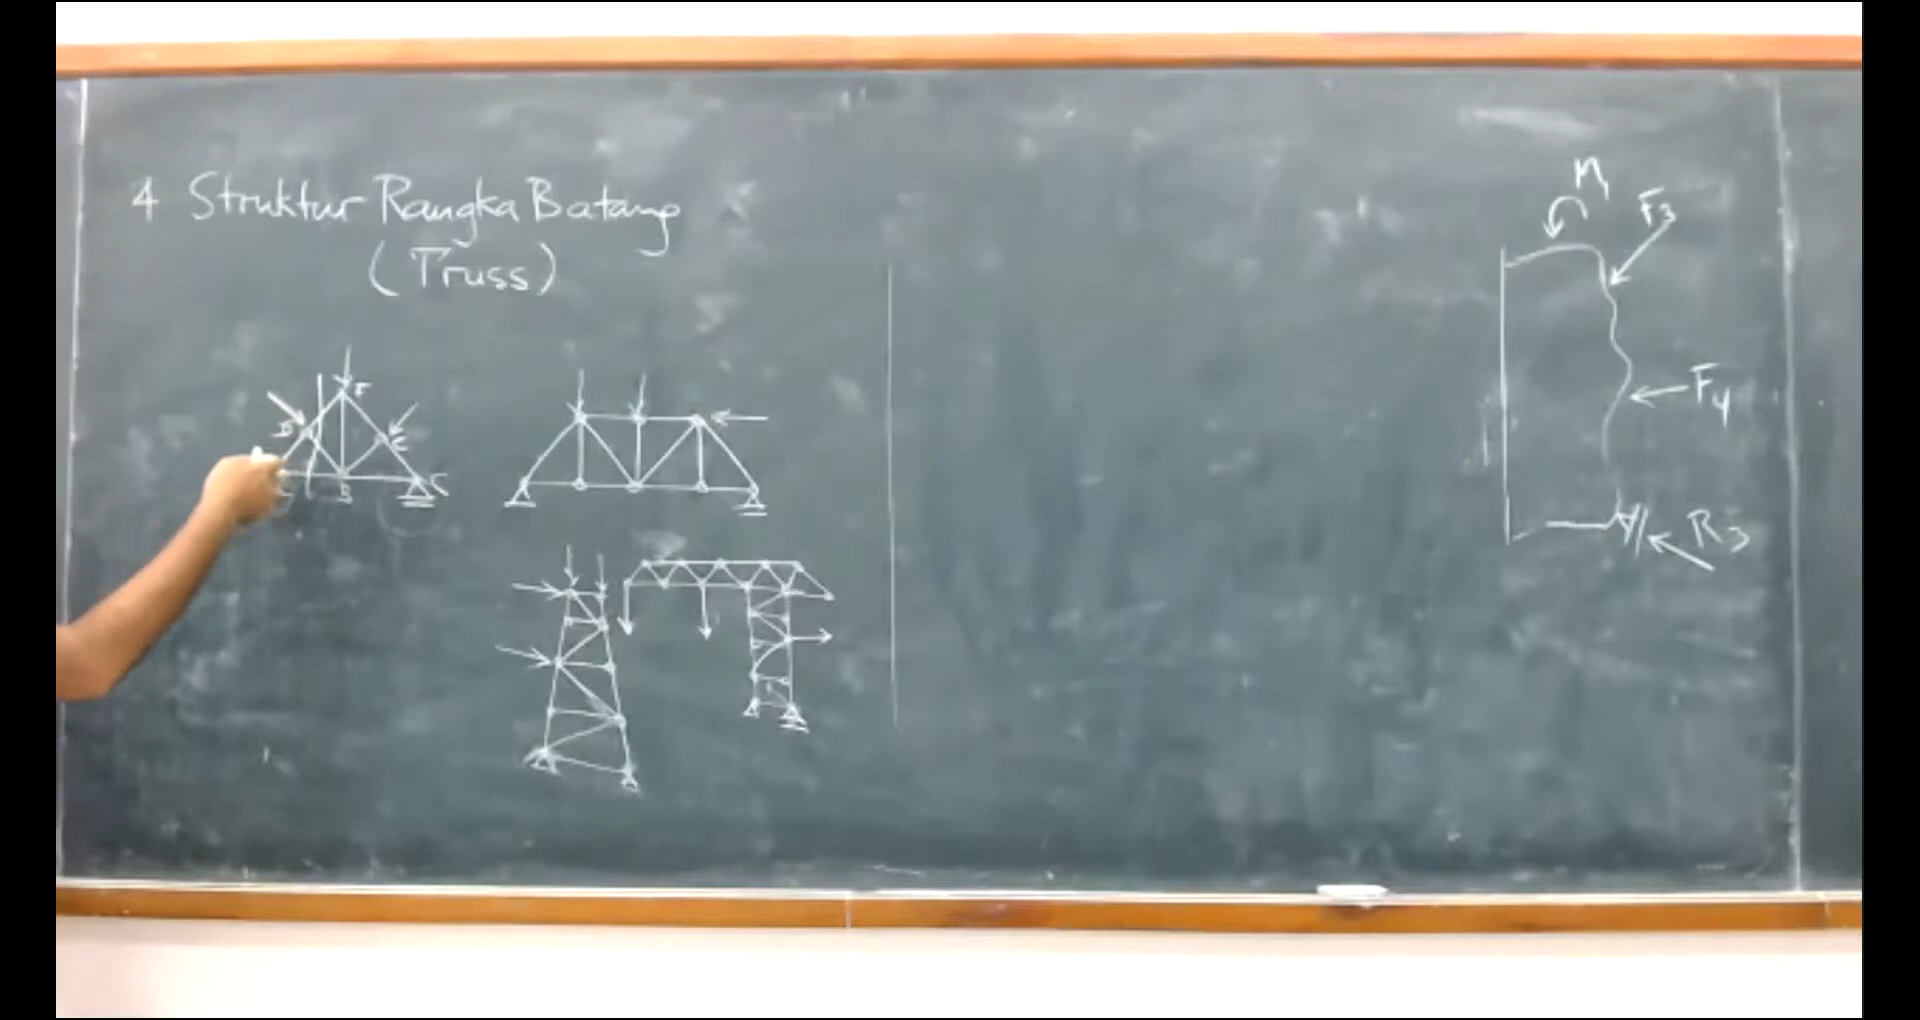 4 Struktur Rangka Batang
(Truss)
F
D
E
B
C
M₁
F₃
F₄
R₃